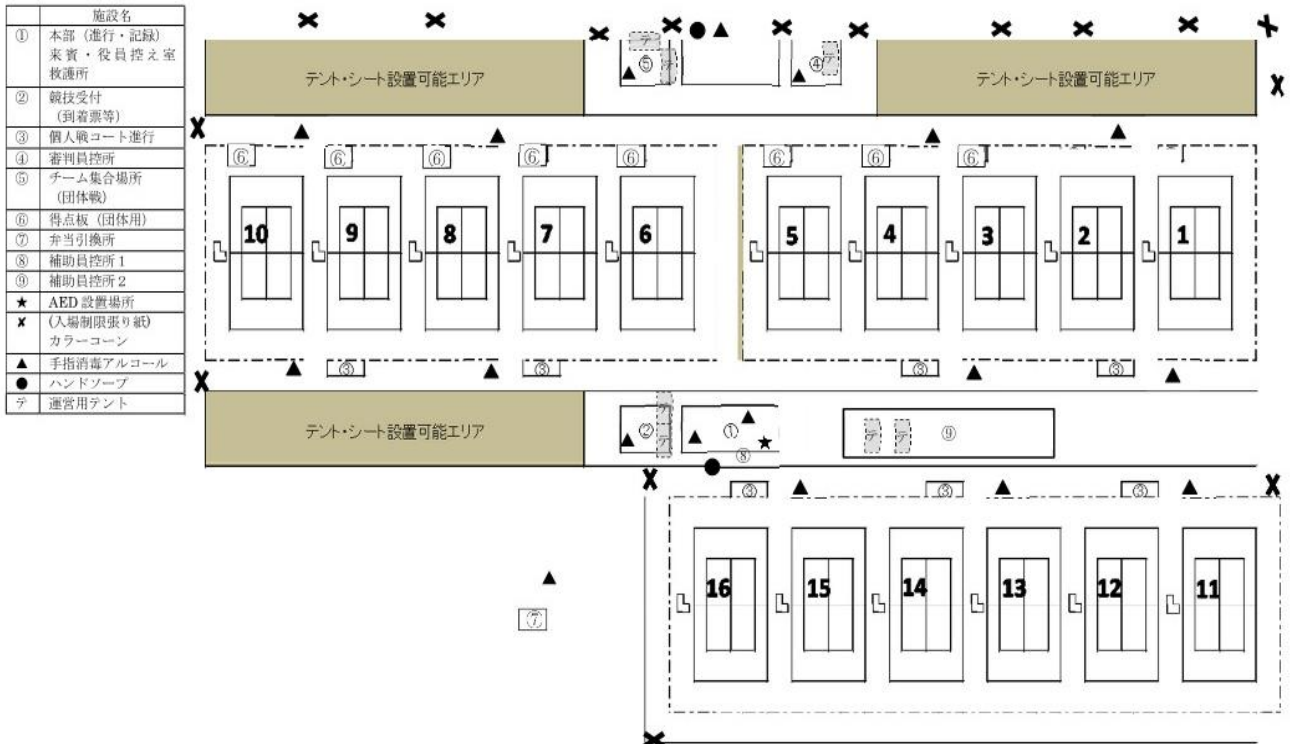 施設名
① 本部（進行・記録）
来賓・役員控え室
救護所
② 競技受付
（到着票等）
③ 個人戦コート進行
④ 審判員控所
⑤ チーム集合場所
（団体戦）
⑥ 得点板（団体用）
⑦ 弁当引換所
⑧ 補助員控所１
⑨ 補助員控所２
★ AED 設置場所
✘ (入場制限張り紙)
カラーコーン
▲ 手指消毒アルコール
● ハンドソープ
テ 運営用テント
テ
テント・シート設置可能エリア ⑤ テ ④ テ テント・シート設置可能エリア
⑥ ⑥ ⑥ ⑥ ⑥ ⑥ ⑥ ⑥
10 9 8 7 6 5 4 3 2 1
③ ③ ③ ③
テント・シート設置可能エリア ② テ テ ① ★ テ テ ⑨
⑧
③ ③ ③
16 15 14 13 12 11
⑦